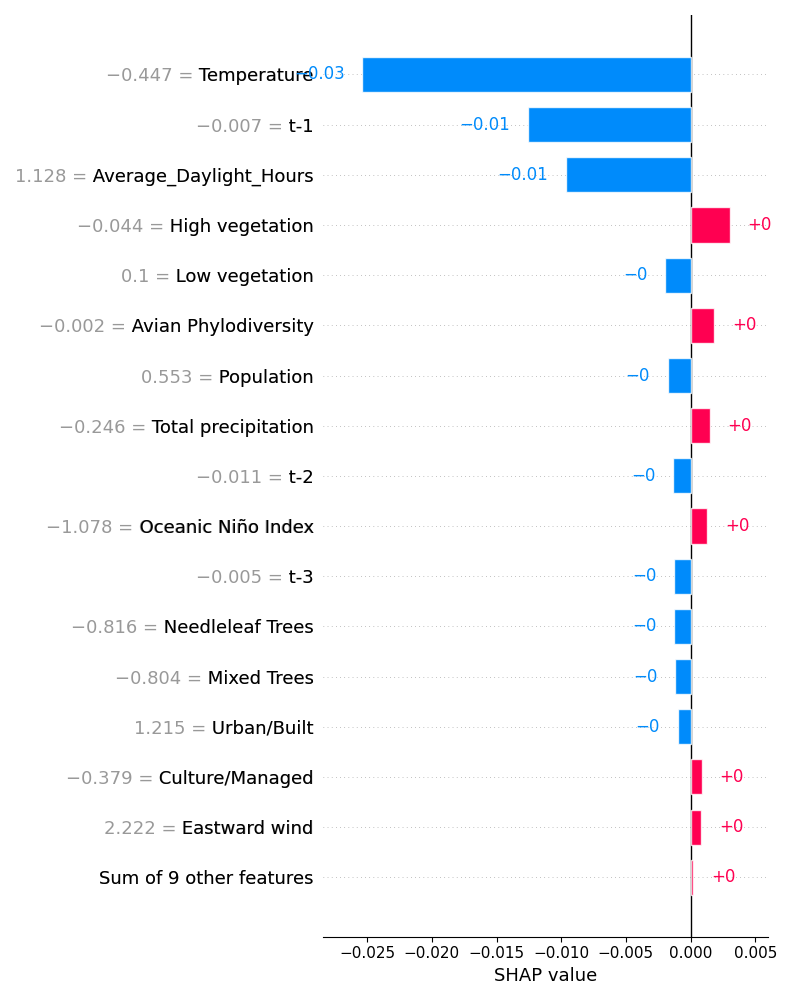 −0.447 = Temperature −0.03
−0.007 = t-1 −0.01
1.128 = Average_Daylight_Hours −0.01
−0.044 = High vegetation +0
0.1 = Low vegetation −0
−0.002 = Avian Phylodiversity +0
0.553 = Population −0
−0.246 = Total precipitation +0
−0.011 = t-2 −0
−1.078 = Oceanic Niño Index +0
−0.005 = t-3 −0
−0.816 = Needleleaf Trees −0
−0.804 = Mixed Trees −0
1.215 = Urban/Built −0
−0.379 = Culture/Managed +0
2.222 = Eastward wind +0
Sum of 9 other features +0
−0.025 −0.020 −0.015 −0.010 −0.005 0.000 0.005
SHAP value